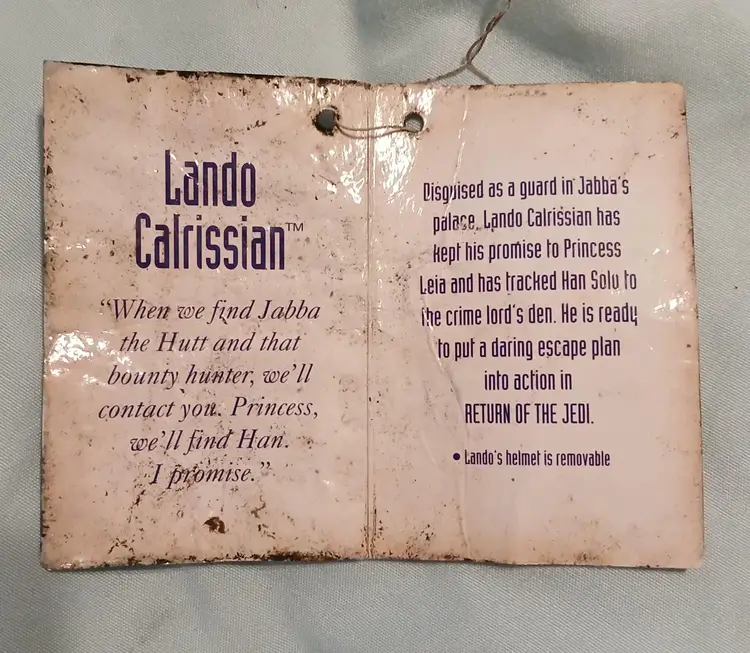 Lando
Calrissian™
“When we find Jabba
the Hutt and that
bounty hunter, we’ll
contact you. Princess,
we’ll find Han.
I promise.”
Disguised as a guard in Jabba’s
palace, Lando Calrissian has
kept his promise to Princess
Leia and has tracked Han Solo to
the crime lord’s den. He is ready
to put a daring escape plan
into action in
RETURN OF THE JEDI.
• Lando’s helmet is removable